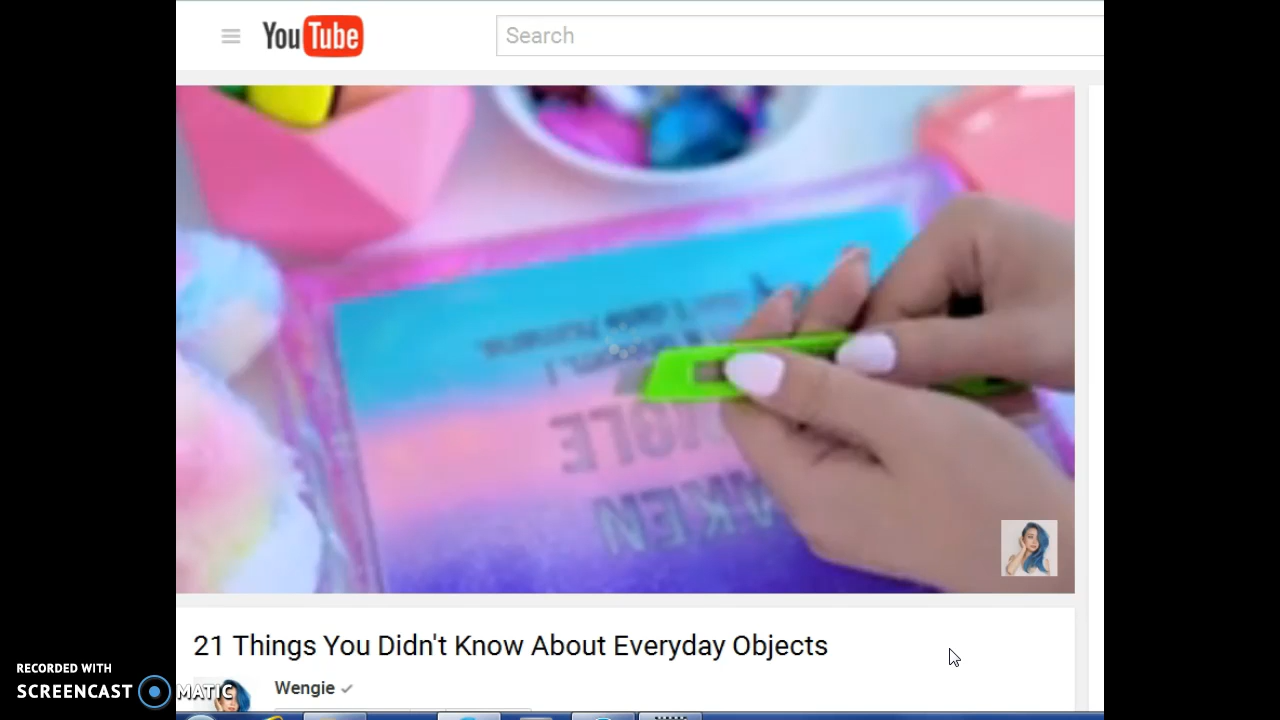 YouTube
Search
21 Things You Didn't Know About Everyday Objects
Wengie
RECORDED WITH
SCREENCAST MATIC